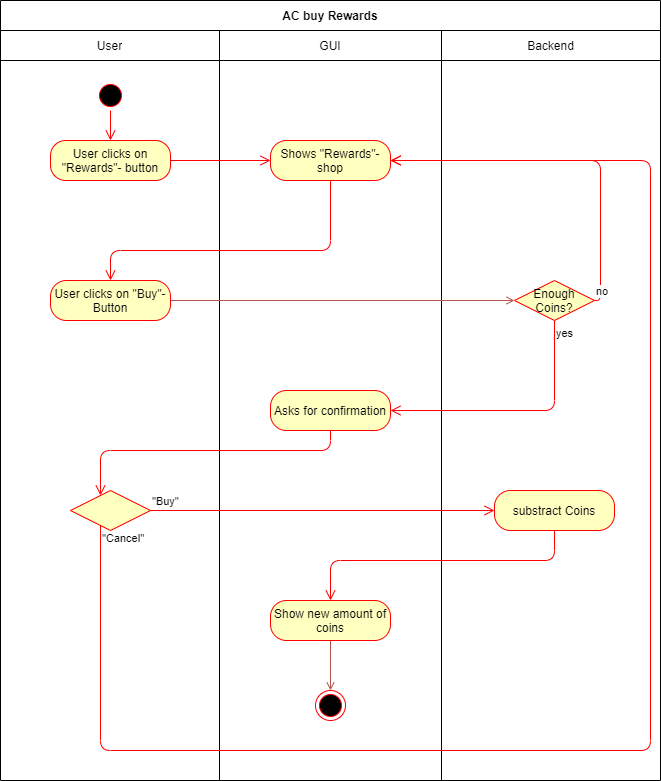 AC buy Rewards
User
GUI
Backend
User clicks on
"Rewards"- button
Shows "Rewards"-
shop
User clicks on "Buy"-
Button
Enough
Coins?
no
yes
Asks for confirmation
"Buy"
"Cancel"
substract Coins
Show new amount of
coins